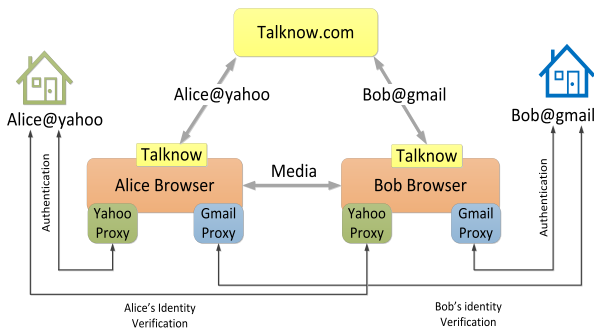 Talknow.com
Alice@yahoo
Bob@gmail
Alice@yahoo
Bob@gmail
Talknow
Talknow
Media
Alice Browser
Bob Browser
Authentication
Authentication
Yahoo
Proxy
Gmail
Proxy
Yahoo
Proxy
Gmail
Proxy
Alice's Identity
Verification
Bob's identity
Verification